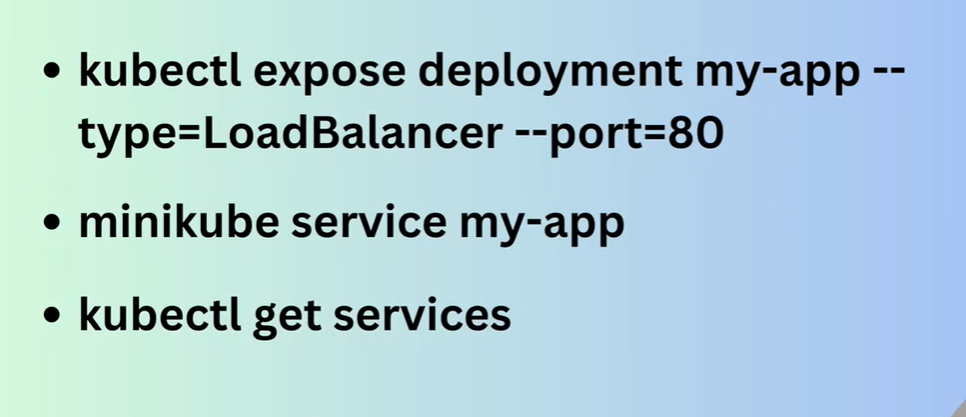 • kubectl expose deployment my-app --
type=LoadBalancer --port=80
• minikube service my-app
• kubectl get services